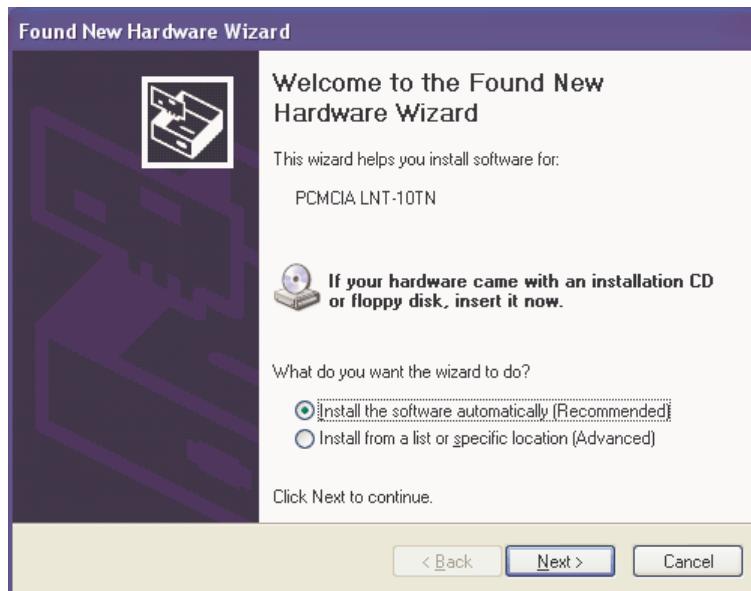 Found New Hardware Wizard
Welcome to the Found New
Hardware Wizard
This wizard helps you install software for:
PCMCIA LNT-10TN
If your hardware came with an installation CD
or floppy disk, insert it now.
What do you want the wizard to do?
Install the software automatically (Recommended)
Install from a list or specific location (Advanced)
Click Next to continue.
< Back Next > Cancel